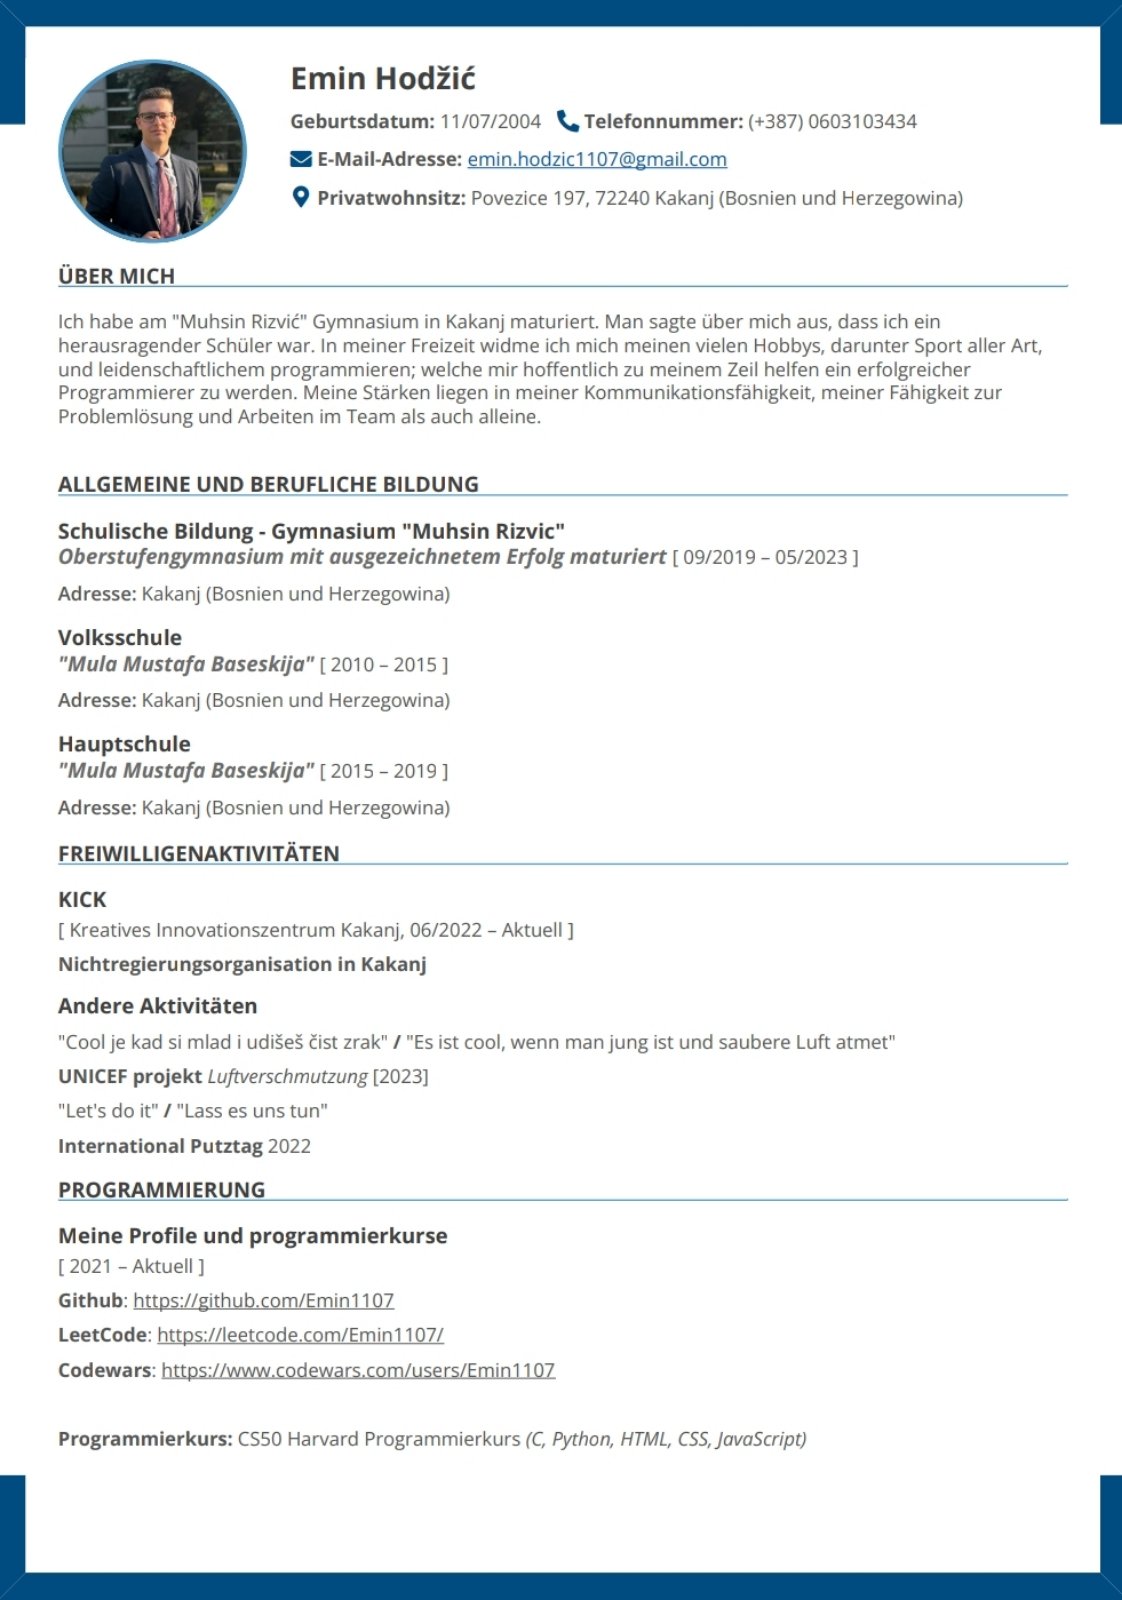 Emin Hodžić
Geburtsdatum: 11/07/2004 Telefonnummer: (+387) 0603103434
E-Mail-Adresse: emin.hodzic1107@gmail.com
Privatwohnsitz: Povezice 197, 72240 Kakanj (Bosnien und Herzegowina)
ÜBER MICH
Ich habe am "Muhsin Rizvić" Gymnasium in Kakanj maturiert. Man sagte über mich aus, dass ich ein
herausragender Schüler war. In meiner Freizeit widme ich mich meinen vielen Hobbys, darunter Sport aller Art,
und leidenschaftlichem programmieren; welche mir hoffentlich zu meinem Zeil helfen ein erfolgreicher
Programmierer zu werden. Meine Stärken liegen in meiner Kommunikationsfähigkeit, meiner Fähigkeit zur
Problemlösung und Arbeiten im Team als auch alleine.
ALLGEMEINE UND BERUFLICHE BILDUNG
Schulische Bildung - Gymnasium "Muhsin Rizvic"
Oberstufengymnasium mit ausgezeichnetem Erfolg maturiert [ 09/2019 – 05/2023 ]
Adresse: Kakanj (Bosnien und Herzegowina)
Volksschule
"Mula Mustafa Baseskija" [ 2010 – 2015 ]
Adresse: Kakanj (Bosnien und Herzegowina)
Hauptschule
"Mula Mustafa Baseskija" [ 2015 – 2019 ]
Adresse: Kakanj (Bosnien und Herzegowina)
FREIWILLIGENAKTIVITÄTEN
KICK
[ Kreatives Innovationszentrum Kakanj, 06/2022 – Aktuell ]
Nichtregierungsorganisation in Kakanj
Andere Aktivitäten
"Cool je kad si mlad i udišeš čist zrak" / "Es ist cool, wenn man jung ist und saubere Luft atmet"
UNICEF projekt Luftverschmutzung [2023]
"Let's do it" / "Lass es uns tun"
International Putztag 2022
PROGRAMMIERUNG
Meine Profile und programmierkurse
[ 2021 – Aktuell ]
Github: https://github.com/Emin1107
LeetCode: https://leetcode.com/Emin1107/
Codewars: https://www.codewars.com/users/Emin1107
Programmierkurs: CS50 Harvard Programmierkurs (C, Python, HTML, CSS, JavaScript)